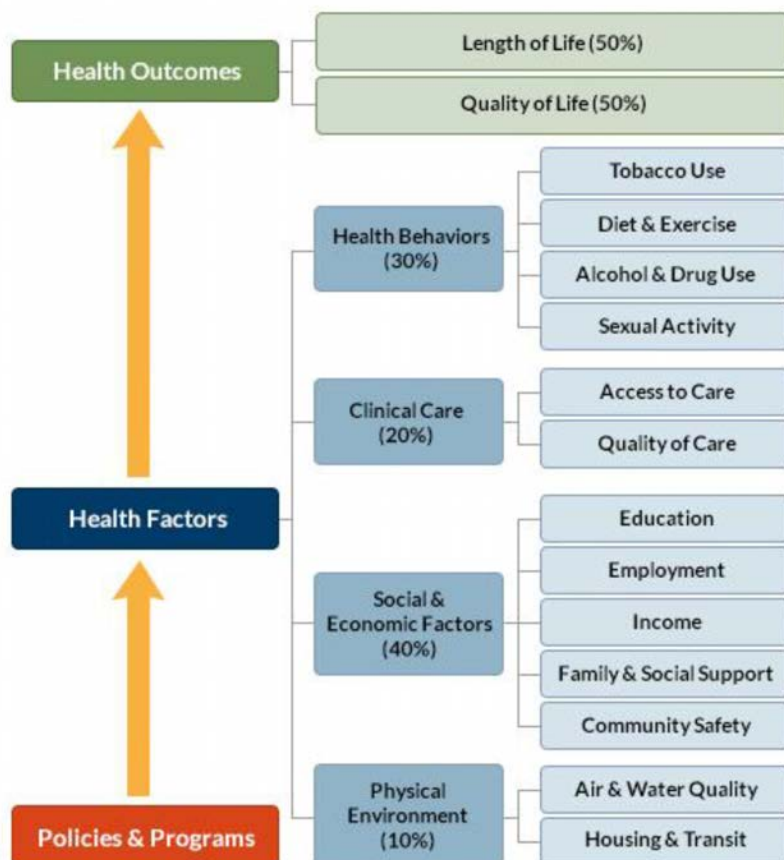 Health Outcomes
Length of Life (50%)
Quality of Life (50%)
Health Factors
Health Behaviors
(30%)
Tobacco Use
Diet & Exercise
Alcohol & Drug Use
Sexual Activity
Clinical Care
(20%)
Access to Care
Quality of Care
Social &
Economic Factors
(40%)
Education
Employment
Income
Family & Social Support
Community Safety
Physical
Environment
(10%)
Air & Water Quality
Housing & Transit
Policies & Programs